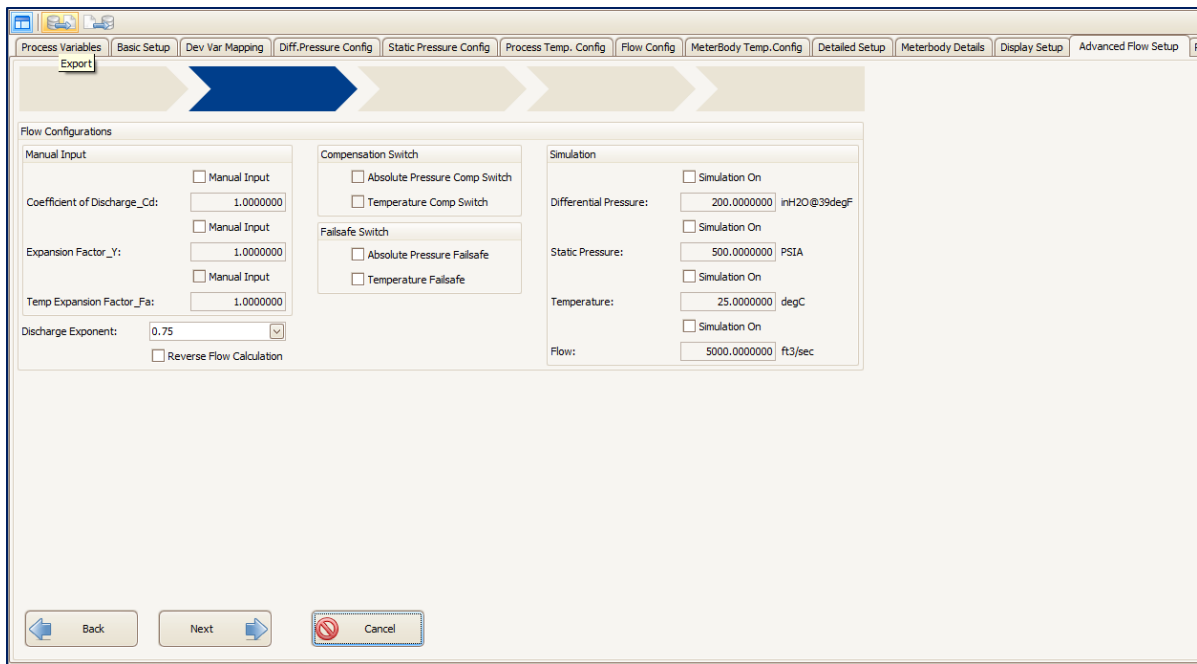 Process Variables Basic Setup Dev Var Mapping Diff.Pressure Config Static Pressure Config Process Temp. Config Flow Config MeterBody Temp.Config Detailed Setup Meterbody Details Display Setup Advanced Flow Setup
Export
Flow Configurations
Manual Input
Manual Input
Coefficient of Discharge_Cd: 1.0000000
Manual Input
Expansion Factor_Y: 1.0000000
Manual Input
Temp Expansion Factor_Fa: 1.0000000
Discharge Exponent: 0.75
Reverse Flow Calculation
Compensation Switch
Absolute Pressure Comp Switch
Temperature Comp Switch
Failsafe Switch
Absolute Pressure Failsafe
Temperature Failsafe
Simulation
Simulation On
Differential Pressure: 200.0000000 inH2O@39degF
Simulation On
Static Pressure: 500.0000000 PSIA
Simulation On
Temperature: 25.0000000 degC
Simulation On
Flow: 5000.0000000 ft3/sec
Back Next Cancel